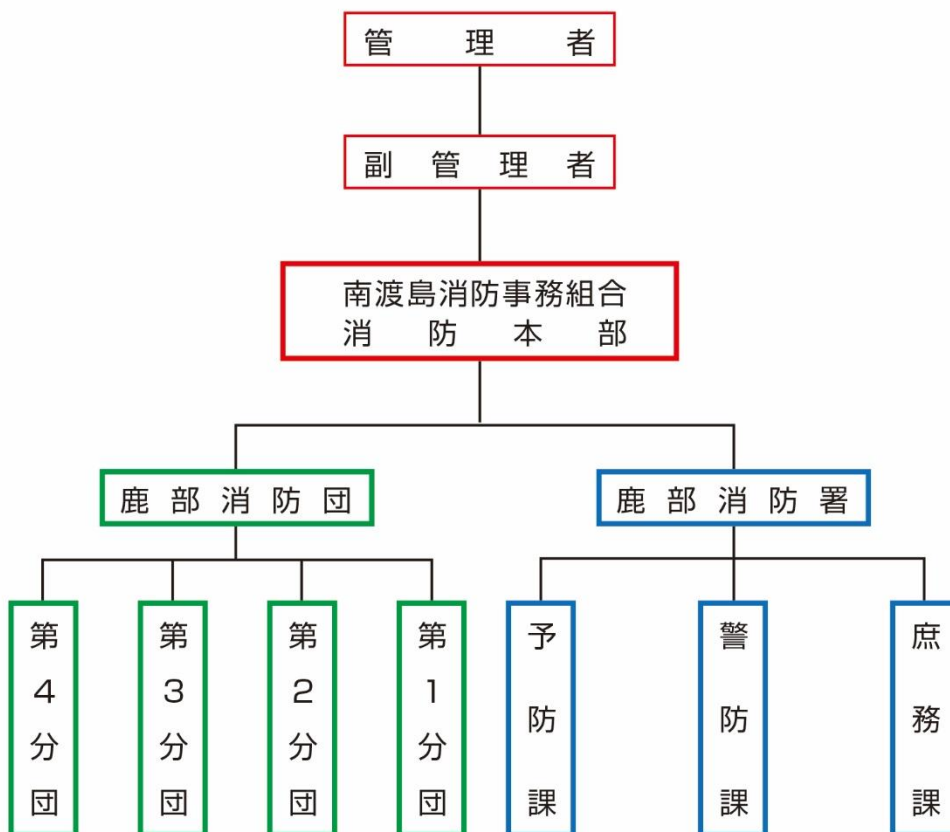 管理者
副管理者
南渡島消防事務組合
消防本部
鹿部消防団
鹿部消防署
第4分団
第3分団
第2分団
第1分団
予防課
警防課
庶務課